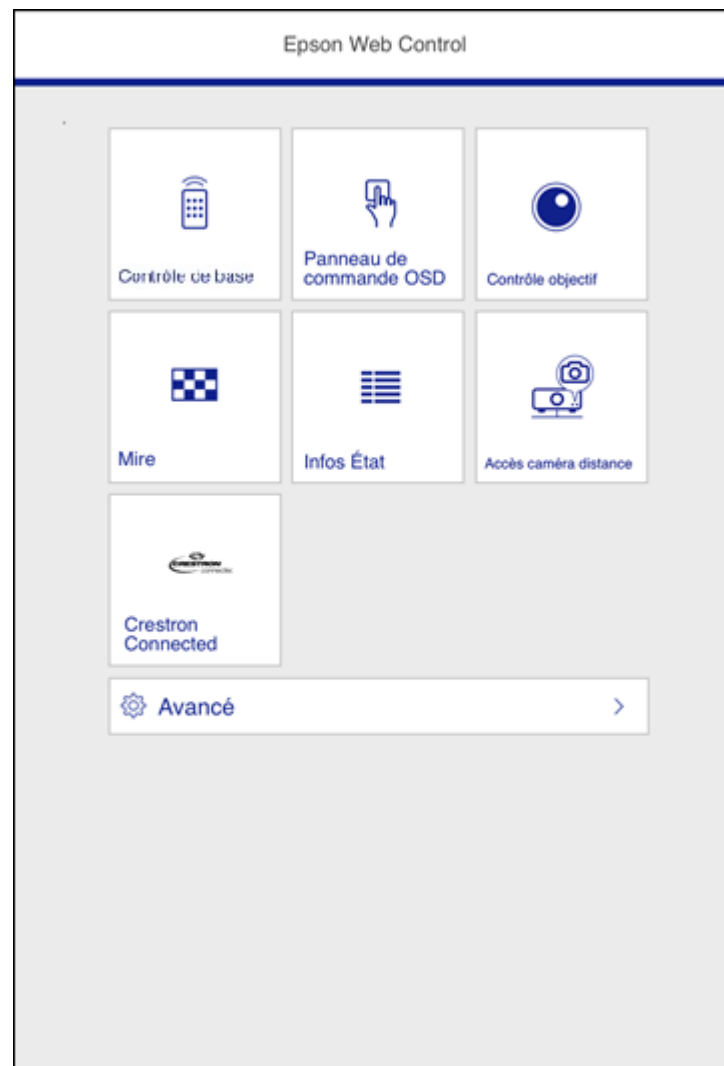 Epson Web Control
Contrôle de base
Panneau de
commande OSD
Contrôle objectif
Mire
Infos État
Accès caméra distance
CRESTRON
Crestron
Connected
Avancé